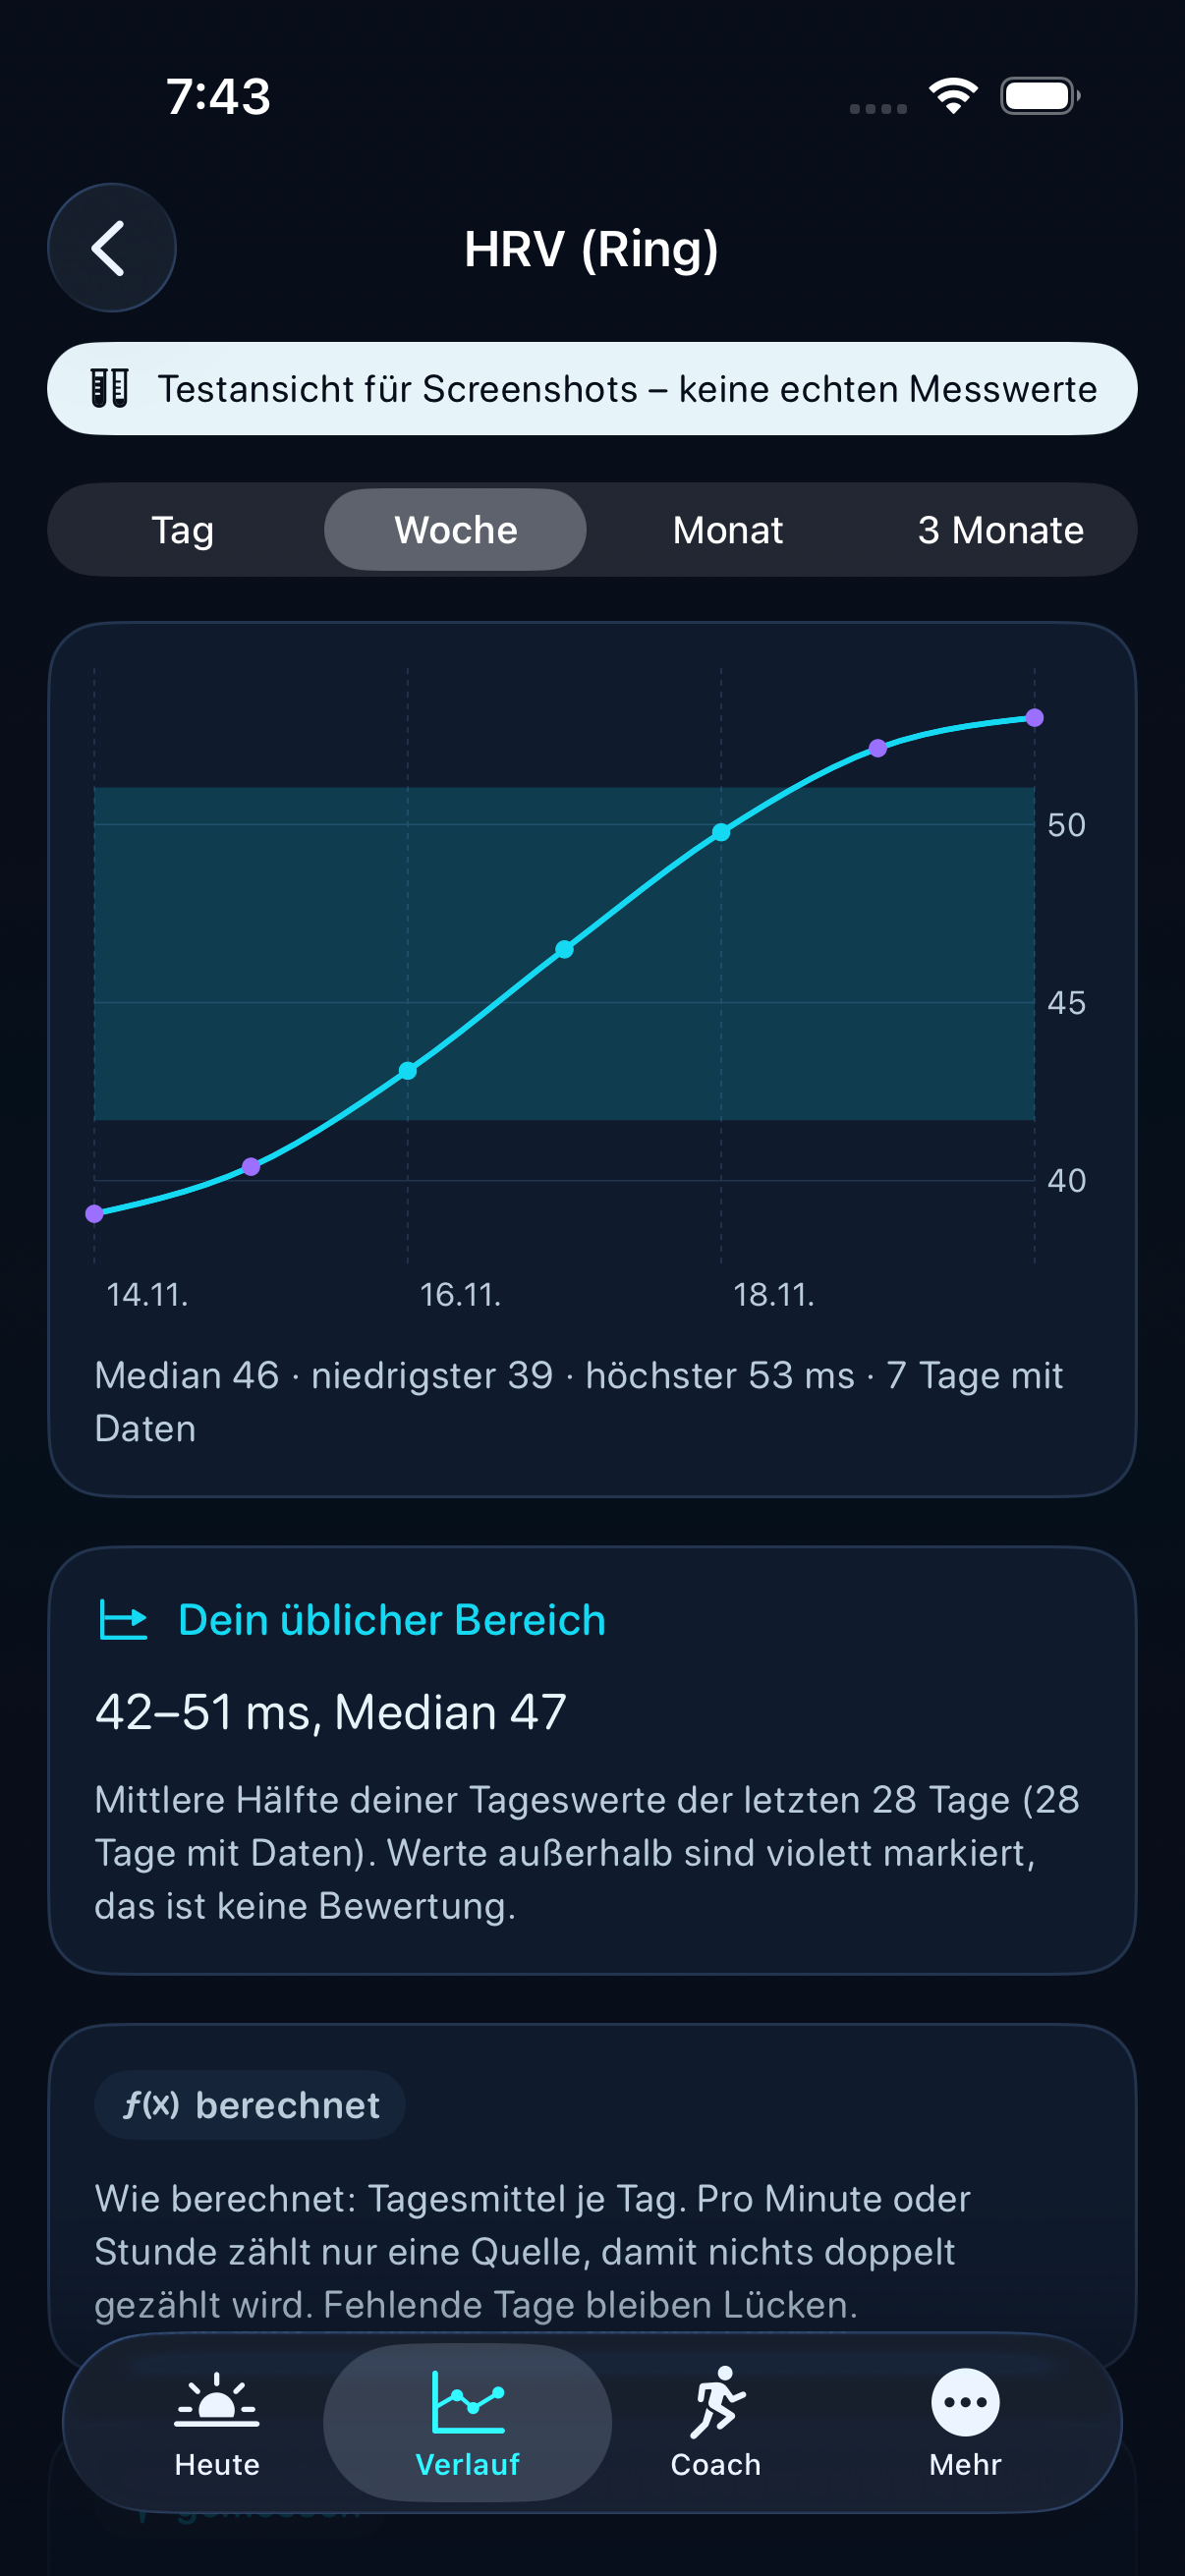 7:43
HRV (Ring)
Testansicht für Screenshots – keine echten Messwerte
Tag
Woche
Monat
3 Monate
50
45
40
14.11.
16.11.
18.11.
Median 46 · niedrigster 39 · höchster 53 ms · 7 Tage mit
Daten
Dein üblicher Bereich
42–51 ms, Median 47
Mittlere Hälfte deiner Tageswerte der letzten 28 Tage (28
Tage mit Daten). Werte außerhalb sind violett markiert,
das ist keine Bewertung.
f(x) berechnet
Wie berechnet: Tagesmittel je Tag. Pro Minute oder
Stunde zählt nur eine Quelle, damit nichts doppelt
gezählt wird. Fehlende Tage bleiben Lücken.
Heute
Verlauf
Coach
Mehr